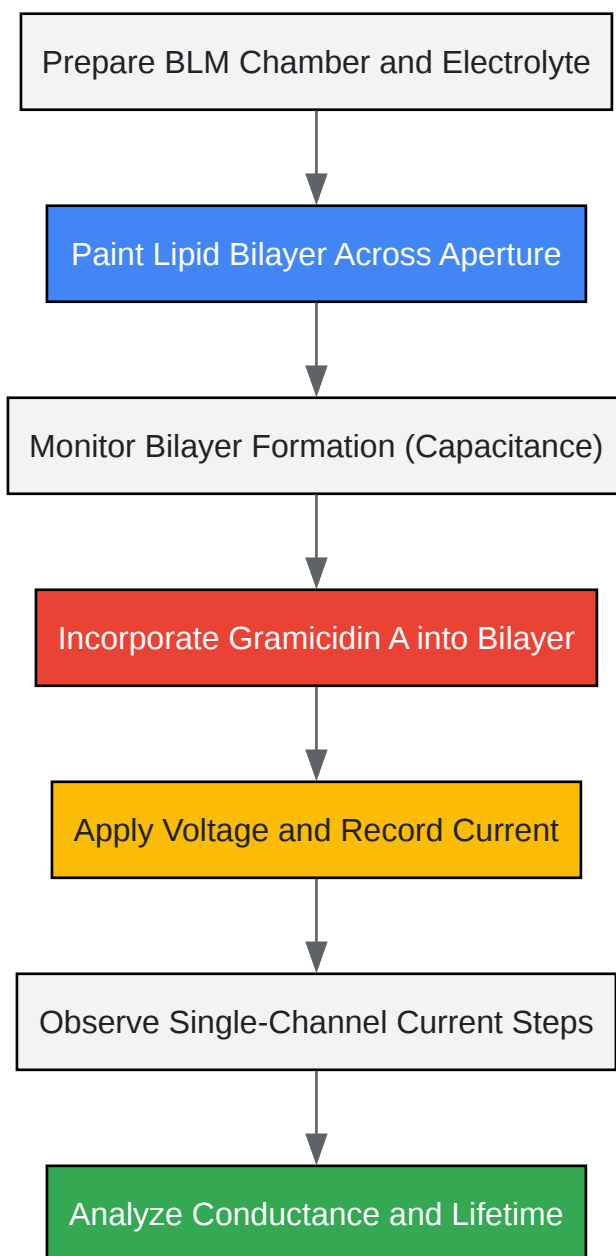 Prepare BLM Chamber and Electrolyte
Paint Lipid Bilayer Across Aperture
Monitor Bilayer Formation (Capacitance)
Incorporate Gramicidin A into Bilayer
Apply Voltage and Record Current
Observe Single-Channel Current Steps
Analyze Conductance and Lifetime